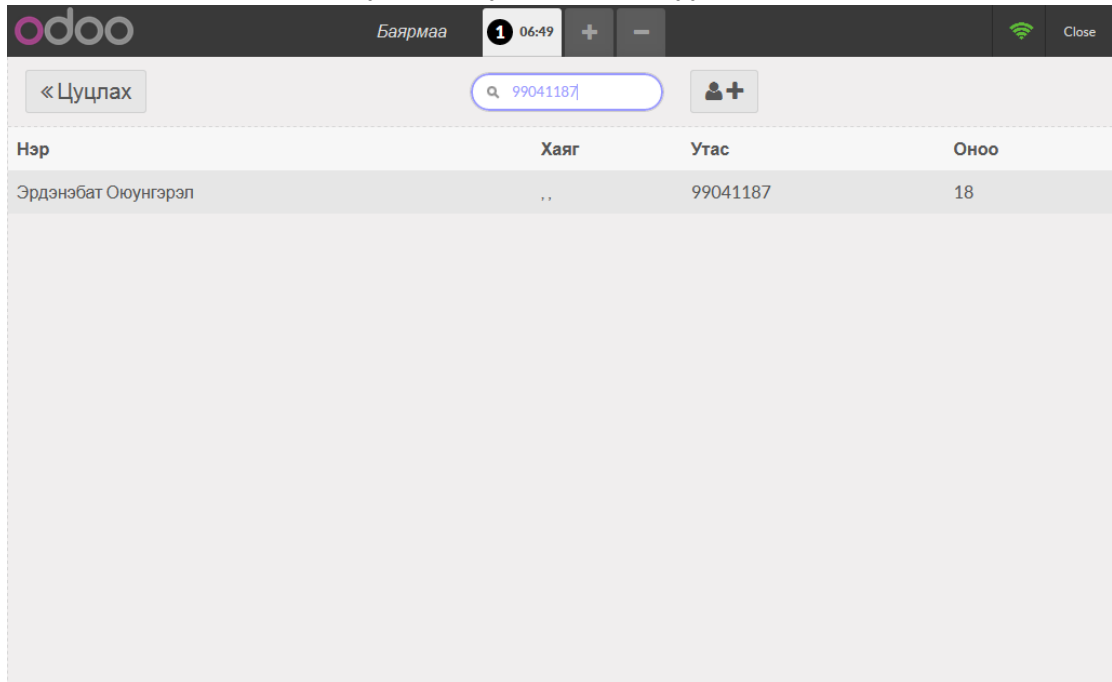 odoo Баярмаа 1 06:49 + − Close
«Цуцлах 99041187 +
Нэр Хаяг Утас Оноо
Эрдэнэбат Оюунгэрэл , , 99041187 18